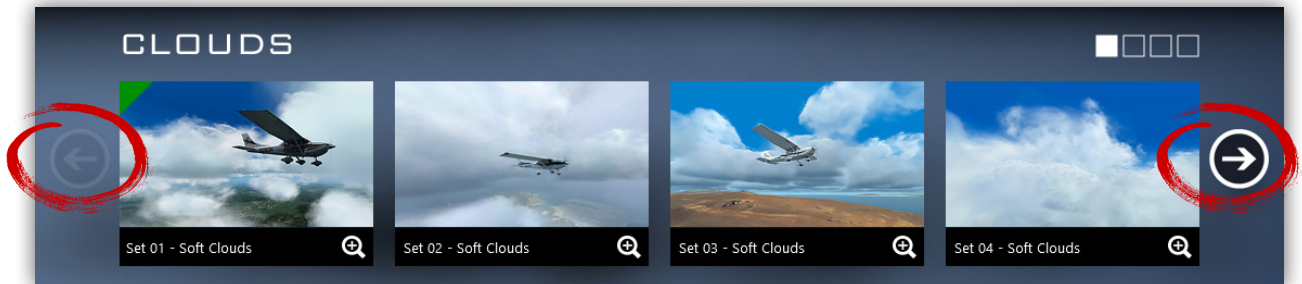 CLOUDS
Set 01 - Soft Clouds
Set 02 - Soft Clouds
Set 03 - Soft Clouds
Set 04 - Soft Clouds